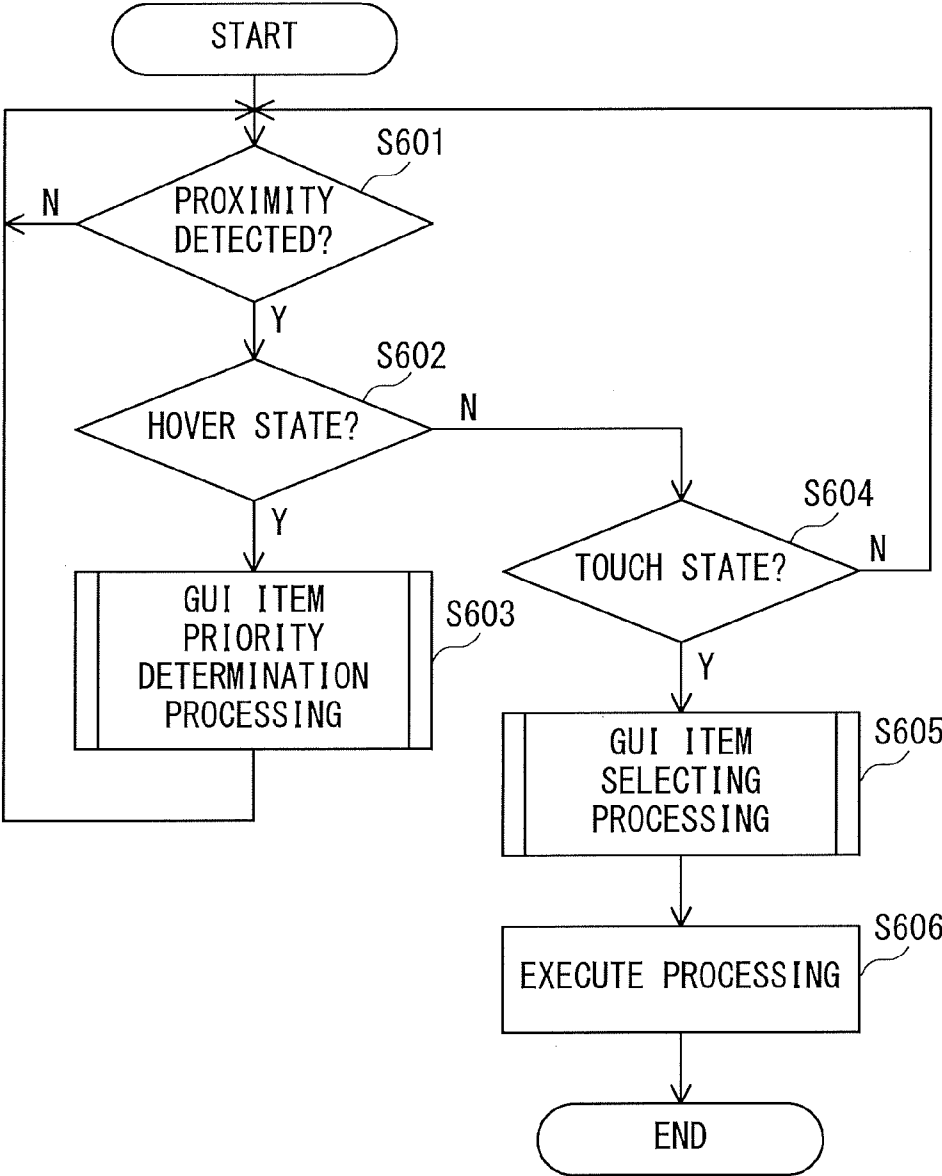 START
S601
PROXIMITY
DETECTED?
N
Y
S602
HOVER STATE?
N
Y
S604
TOUCH STATE?
N
Y
GUI ITEM
PRIORITY
DETERMINATION
PROCESSING
S603
GUI ITEM
SELECTING
PROCESSING
S605
S606
EXECUTE PROCESSING
END